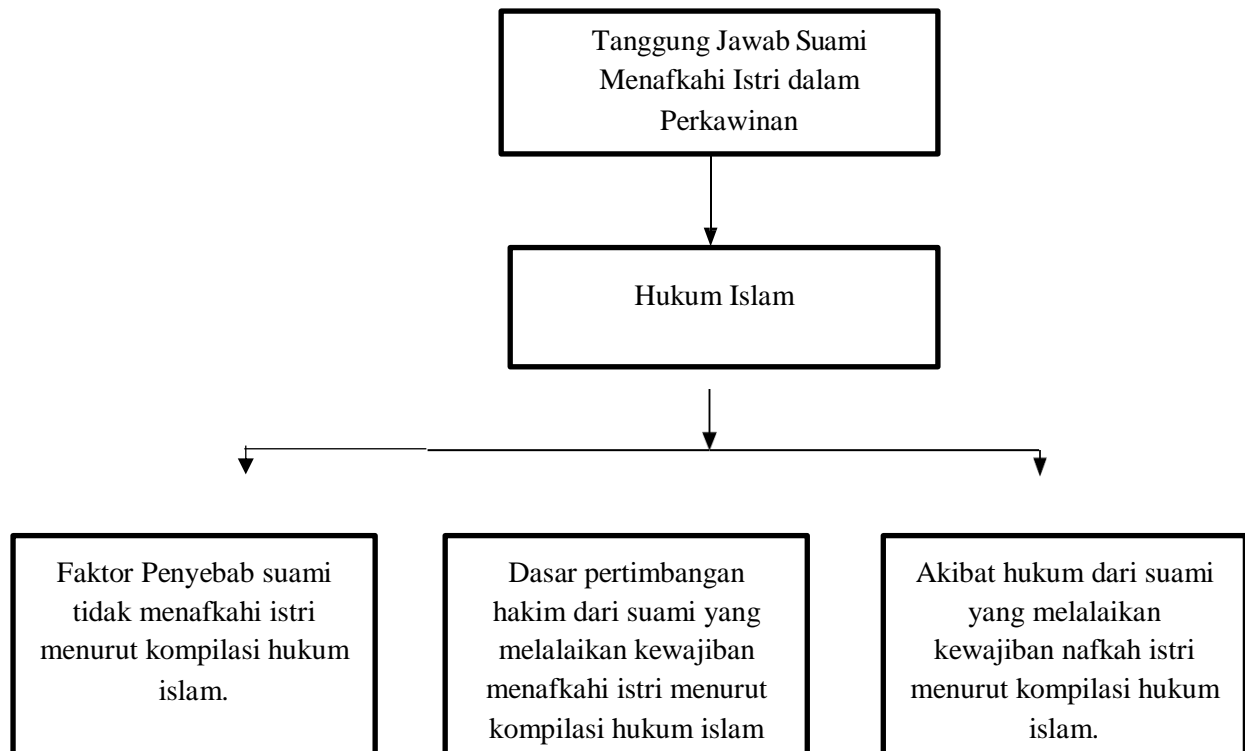 Tanggung Jawab Suami
Menafkahi Istri dalam
Perkawinan
Hukum Islam
Faktor Penyebab suami
tidak menafkahi istri
menurut kompilasi hukum
islam.
Dasar pertimbangan
hakim dari suami yang
melalaikan kewajiban
menafkahi istri menurut
kompilasi hukum islam
Akibat hukum dari suami
yang melalaikan
kewajiban nafkah istri
menurut kompilasi hukum
islam.